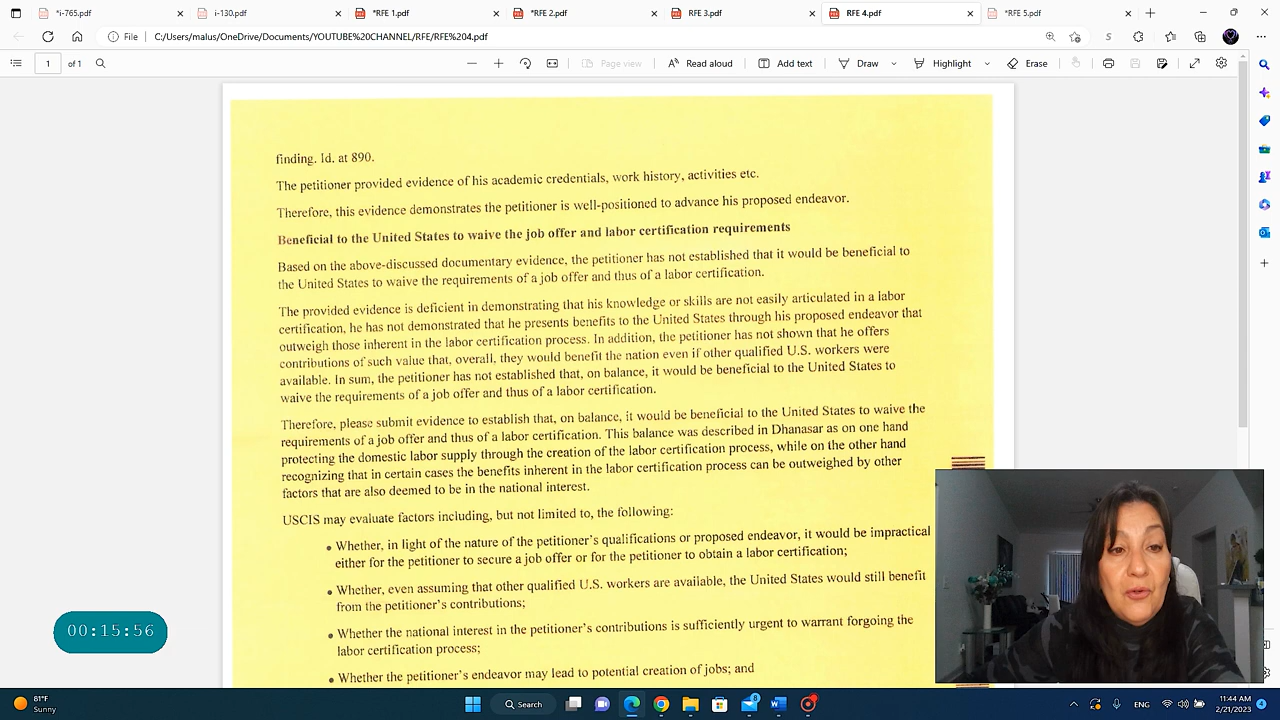 *i-765.pdf
i-130.pdf
*RFE 1.pdf
*RFE 2.pdf
RFE 3.pdf
RFE 4.pdf
*RFE 5.pdf
File
C:/Users/malus/OneDrive/Documents/YOUTUBE%20CHANNEL/RFE/RFE%204.pdf
1 of 1
Page view
Read aloud
Add text
Draw
Highlight
Erase
finding. Id. at 890.
The petitioner provided evidence of his academic credentials, work history, activities etc.
Therefore, this evidence demonstrates the petitioner is well-positioned to advance his proposed endeavor.
Beneficial to the United States to waive the job offer and labor certification requirements
Based on the above-discussed documentary evidence, the petitioner has not established that it would be beneficial to
the United States to waive the requirements of a job offer and thus of a labor certification.
The provided evidence is deficient in demonstrating that his knowledge or skills are not easily articulated in a labor
certification, he has not demonstrated that he presents benefits to the United States through his proposed endeavor that
outweigh those inherent in the labor certification process. In addition, the petitioner has not shown that he offers
contributions of such value that, overall, they would benefit the nation even if other qualified U.S. workers were
available. In sum, the petitioner has not established that, on balance, it would be beneficial to the United States to
waive the requirements of a job offer and thus of a labor certification.
Therefore, please submit evidence to establish that, on balance, it would be beneficial to the United States to waive the
requirements of a job offer and thus of a labor certification. This balance was described in Dhanasar as on one hand
protecting the domestic labor supply through the creation of the labor certification process, while on the other hand
recognizing that in certain cases the benefits inherent in the labor certification process can be outweighed by other
factors that are also deemed to be in the national interest.
USCIS may evaluate factors including, but not limited to, the following:
• Whether, in light of the nature of the petitioner's qualifications or proposed endeavor, it would be impractical
either for the petitioner to secure a job offer or for the petitioner to obtain a labor certification;
• Whether, even assuming that other qualified U.S. workers are available, the United States would still benefit
from the petitioner's contributions;
• Whether the national interest in the petitioner's contributions is sufficiently urgent to warrant forgoing the
labor certification process;
• Whether the petitioner's endeavor may lead to potential creation of jobs; and
00:15:56
81°F
Sunny
Search
ENG
11:44 AM
2/21/2023